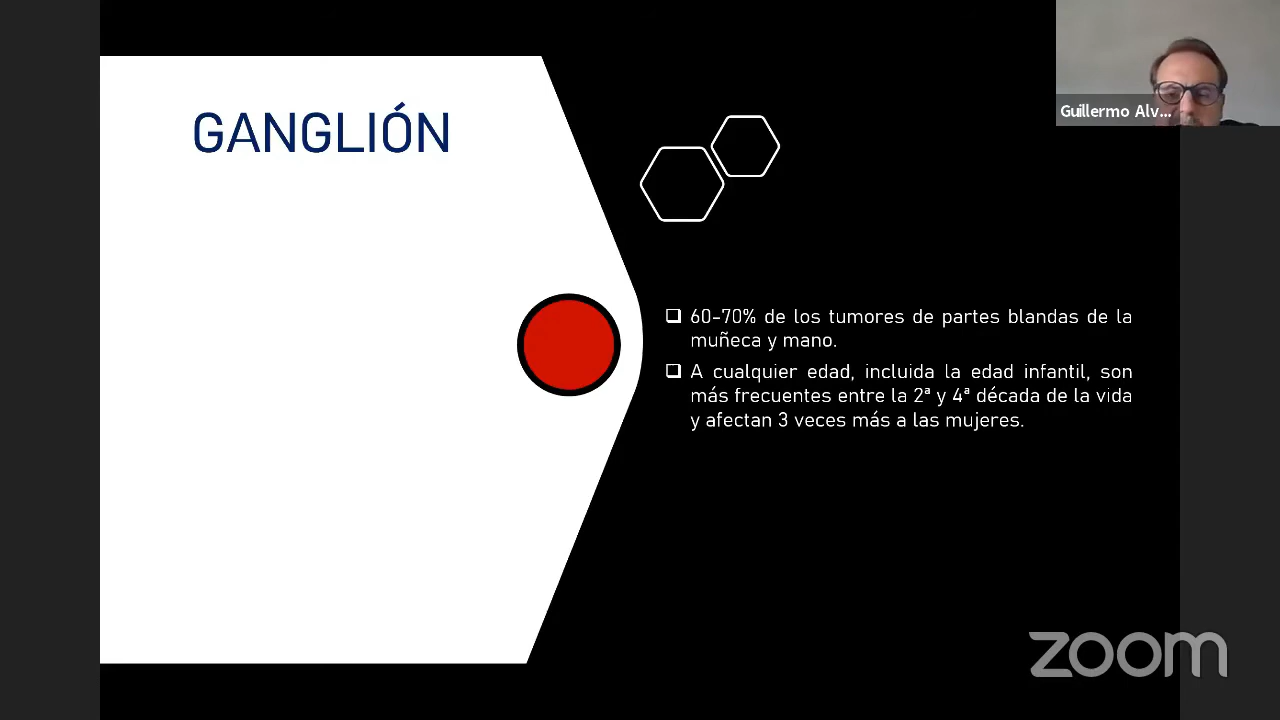 GANGLIÓN
Guillermo Alv...
60-70% de los tumores de partes blandas de la
muñeca y mano.
A cualquier edad, incluida la edad infantil, son
más frecuentes entre la 2ª y 4ª década de la vida
y afectan 3 veces más a las mujeres.
zoom